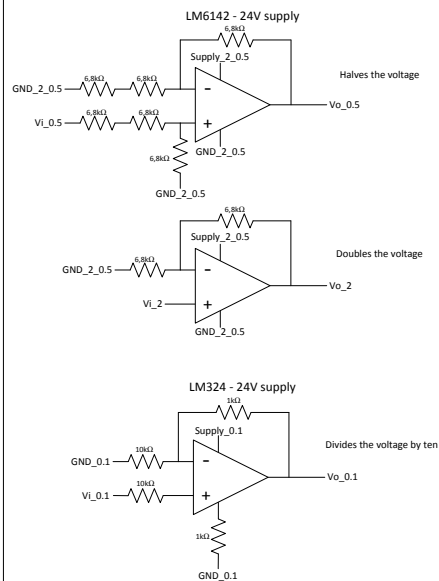 LM6142 - 24V supply
6,8kΩ
Supply_2_0.5
6,8kΩ 6,8kΩ
Halves the voltage
GND_2_0.5
-
Vo_0.5
6,8kΩ 6,8kΩ
Vi_0.5
+
GND_2_0.5
6,8kΩ
GND_2_0.5
6,8kΩ
Supply_2_0.5
Doubles the voltage
6,8kΩ
GND_2_0.5
-
Vo_2
Vi_2
+
GND_2_0.5
LM324 - 24V supply
1kΩ
Supply_0.1
Divides the voltage by ten
10kΩ
GND_0.1
-
Vo_0.1
10kΩ
Vi_0.1
+
1kΩ
GND_0.1